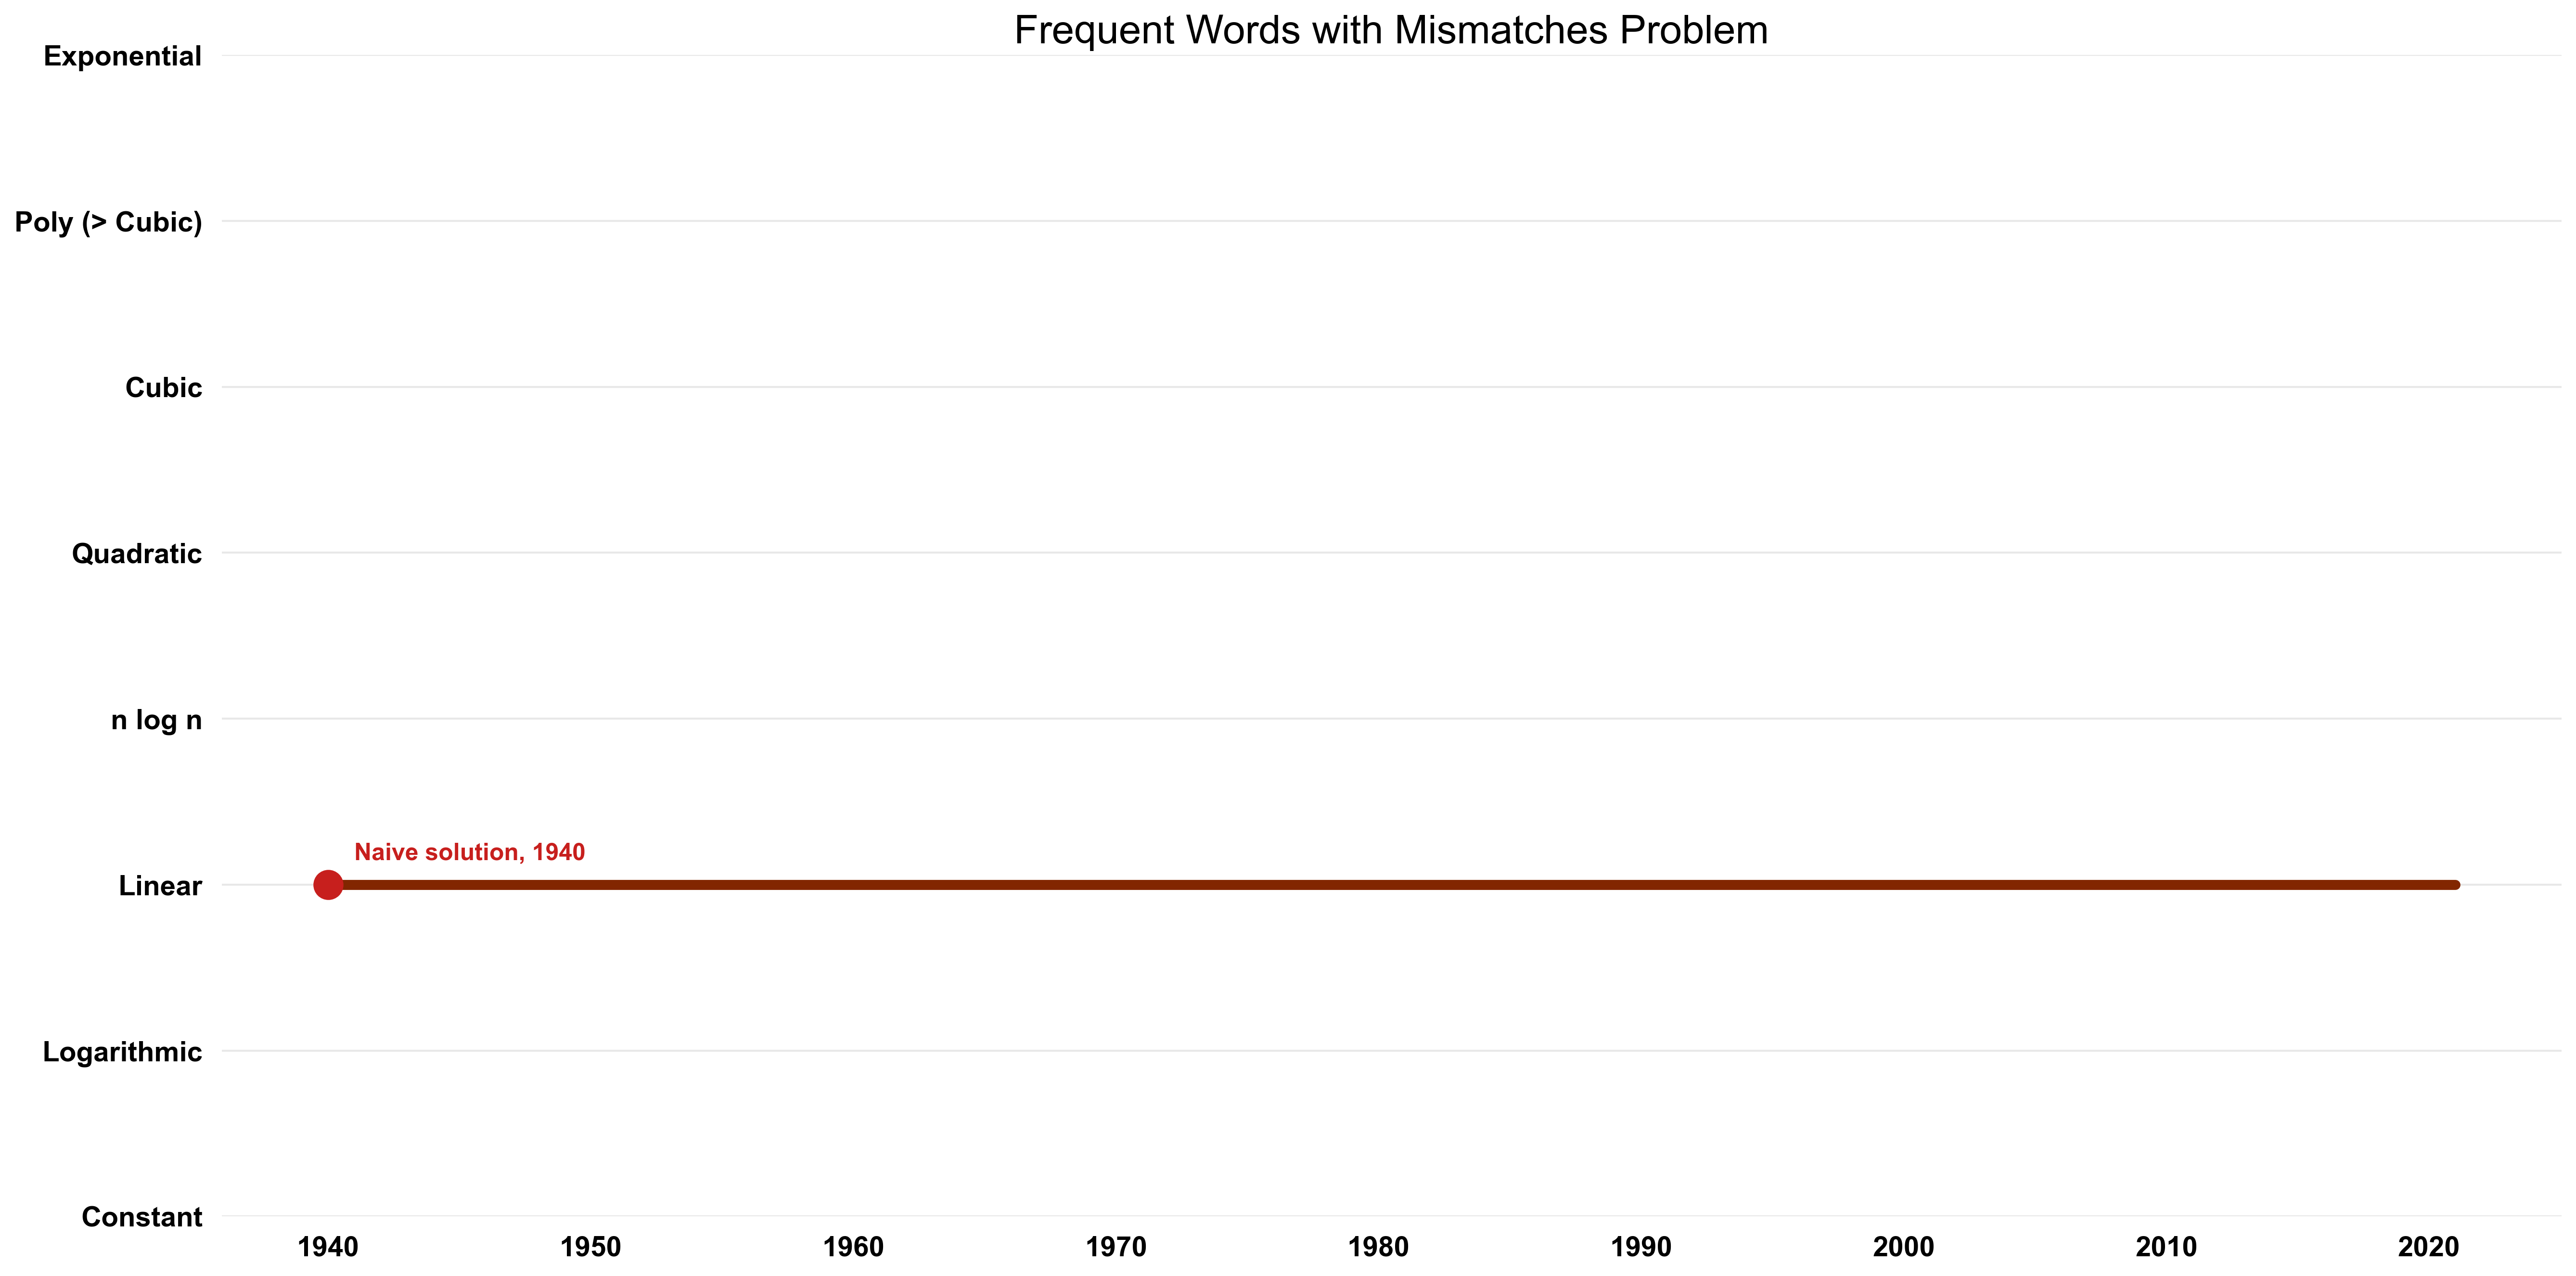 Frequent Words with Mismatches Problem
Exponential
Poly (> Cubic)
Cubic
Quadratic
n log n
Naive solution, 1940
Linear
Logarithmic
Constant
1940 1950 1960 1970 1980 1990 2000 2010 2020